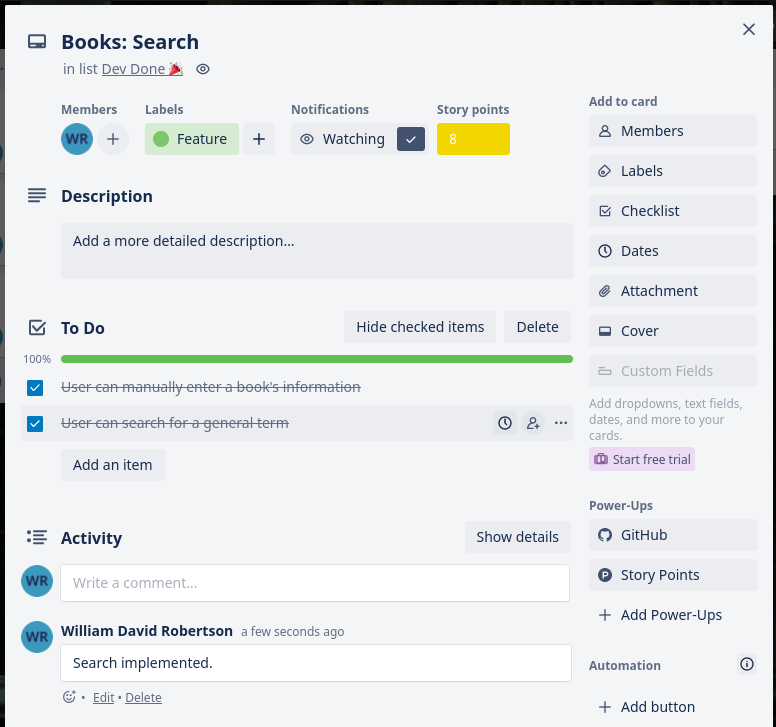 Books: Search
in list Dev Done
Members
Labels
Notifications
Story points
WR
Feature
Watching
8
Description
Add a more detailed description...
To Do
Hide checked items
Delete
100%
User can manually enter a book's information
User can search for a general term
Add an item
Activity
Show details
WR
Write a comment...
WR
William David Robertson a few seconds ago
Search implemented.
• Edit • Delete
Add to card
Members
Labels
Checklist
Dates
Attachment
Cover
Custom Fields
Add dropdowns, text fields,
dates, and more to your
cards.
Start free trial
Power-Ups
GitHub
Story Points
Add Power-Ups
Automation
Add button